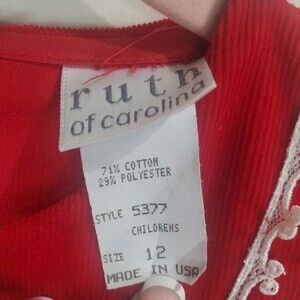 ruth
of carolina
71% COTTON
29% POLYESTER
STYLE 5377
CHILDRENS
SIZE 12
MADE IN USA